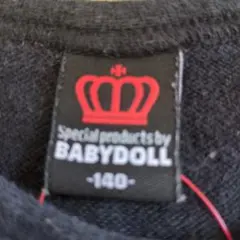 Special products by
BABYDOLL
-140-